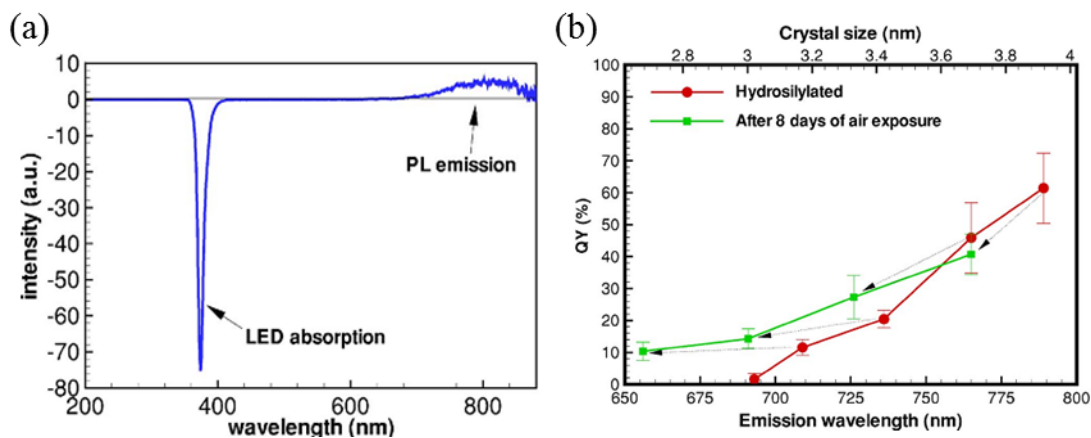 (a)
10
0
-10
-20
-30
-40
-50
-60
-70
-80
intensity (a.u.)
PL emission
LED absorption
200 400 600 800
wavelength (nm)
(b)
Crystal size (nm)
2.8 3 3.2 3.4 3.6 3.8 4
100
90
80
70
60
50
40
30
20
10
0
QY (%)
Hydrosilylated
After 8 days of air exposure
650 675 700 725 750 775 800
Emission wavelength (nm)